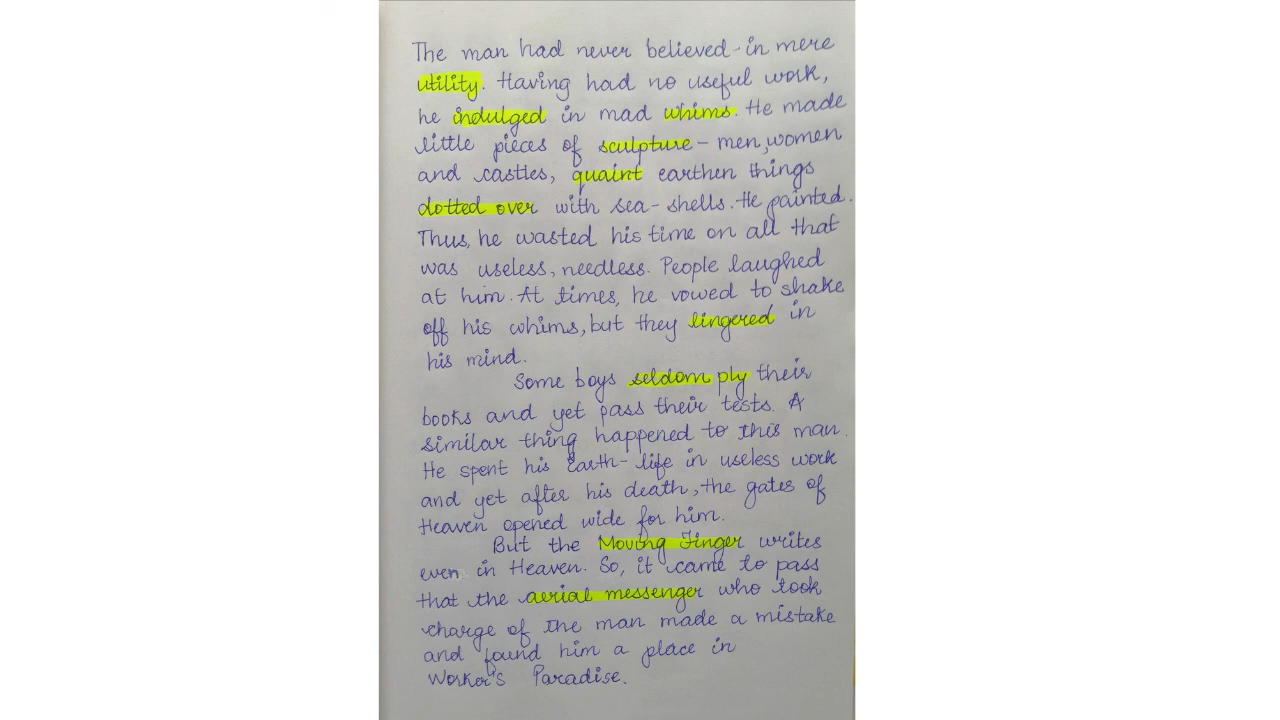 The man had never believed-in mere
utility. Having had no useful work,
he indulged in mad whims. He made
little pieces of sculpture - men, women
and castles, quaint earthen things
dotted over with sea-shells. He painted.
Thus, he wasted his time on all that
was useless, needless. People laughed
at him. At times, he vowed to shake
off his whims, but they lingered in
his mind.
Some boys seldom ply their
books and yet pass their tests. A
similar thing happened to this man.
He spent his Earth-life in useless work
and yet after his death, the gates of
Heaven opened wide for him.
But the Moving Finger writes
even in Heaven. So, it came to pass
that the aerial messenger who took
charge of the man made a mistake
and found him a place in
Worker's Paradise.